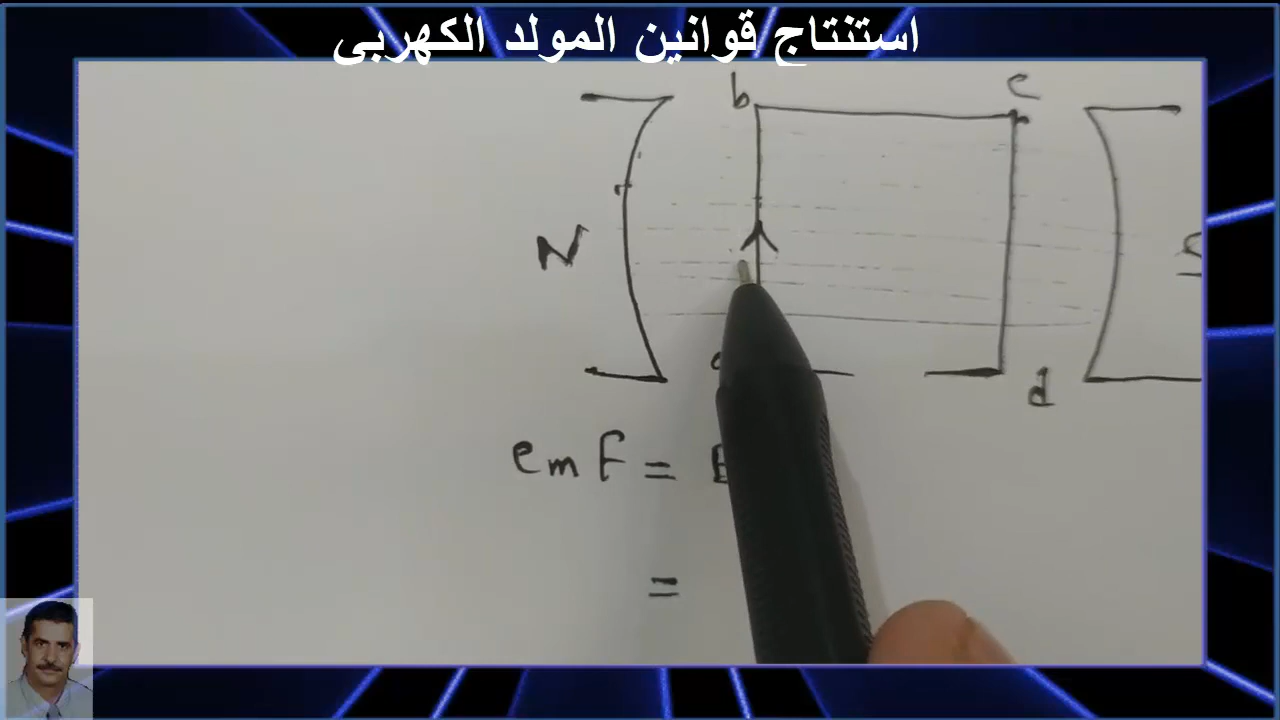 استنتاج قوانين المولد الكهربى
b c
N S
d
emf =
=